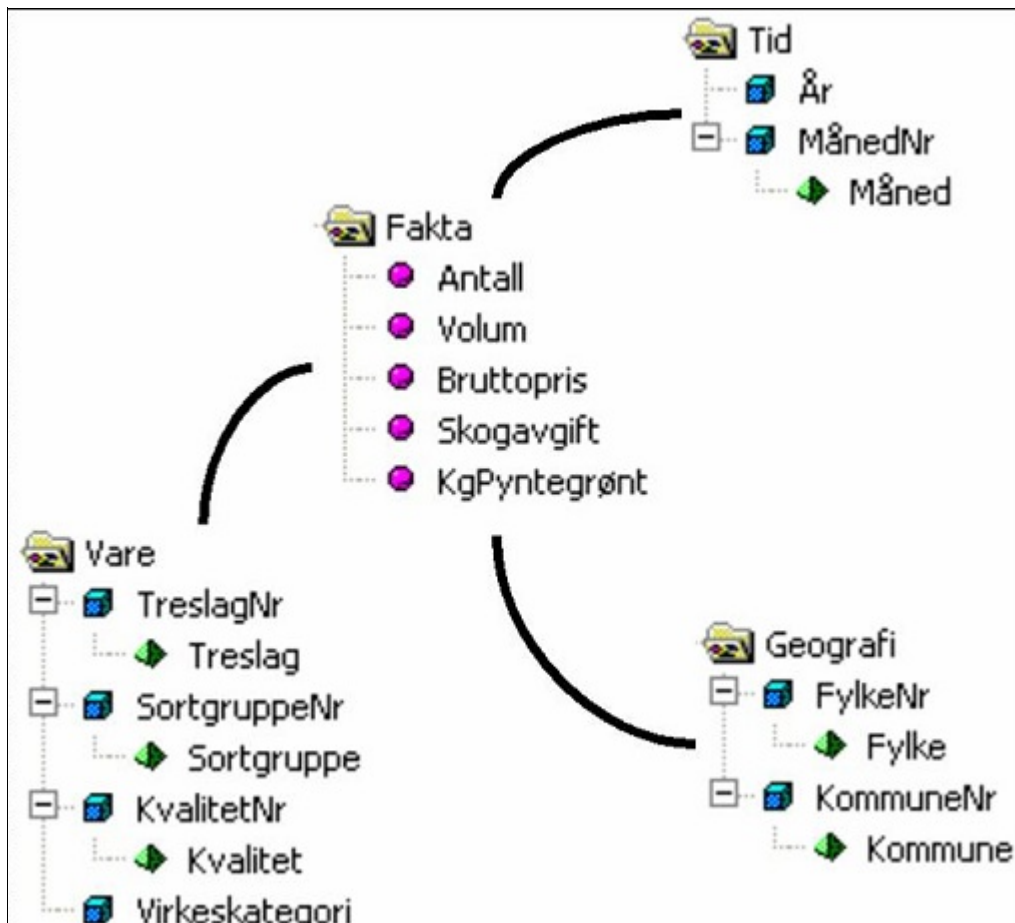 Tid
År
MånedNr
Måned
Fakta
Antall
Volum
Bruttopris
Skogavgift
KgPyntegrønt
Vare
TreslagNr
Treslag
SortgruppeNr
Sortgruppe
KvalitetNr
Kvalitet
Virkeskategori
Geografi
FylkeNr
Fylke
KommuneNr
Kommune